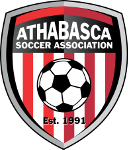 ATHABASCA
SOCCER ASSOCIATION
Est. 1991